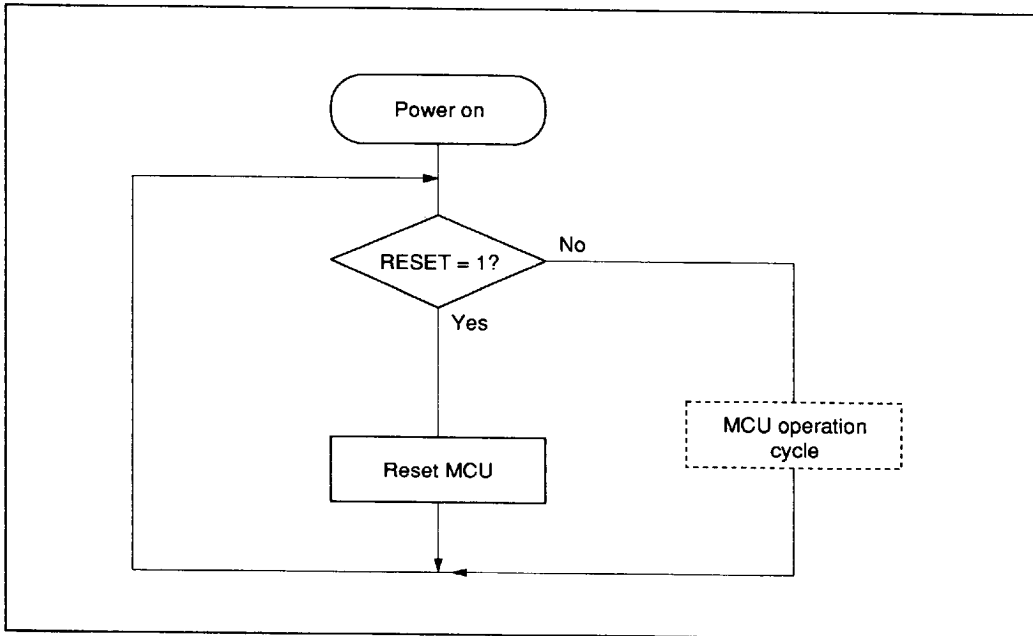 Power on
RESET = 1?
No
Yes
MCU operation
cycle
Reset MCU